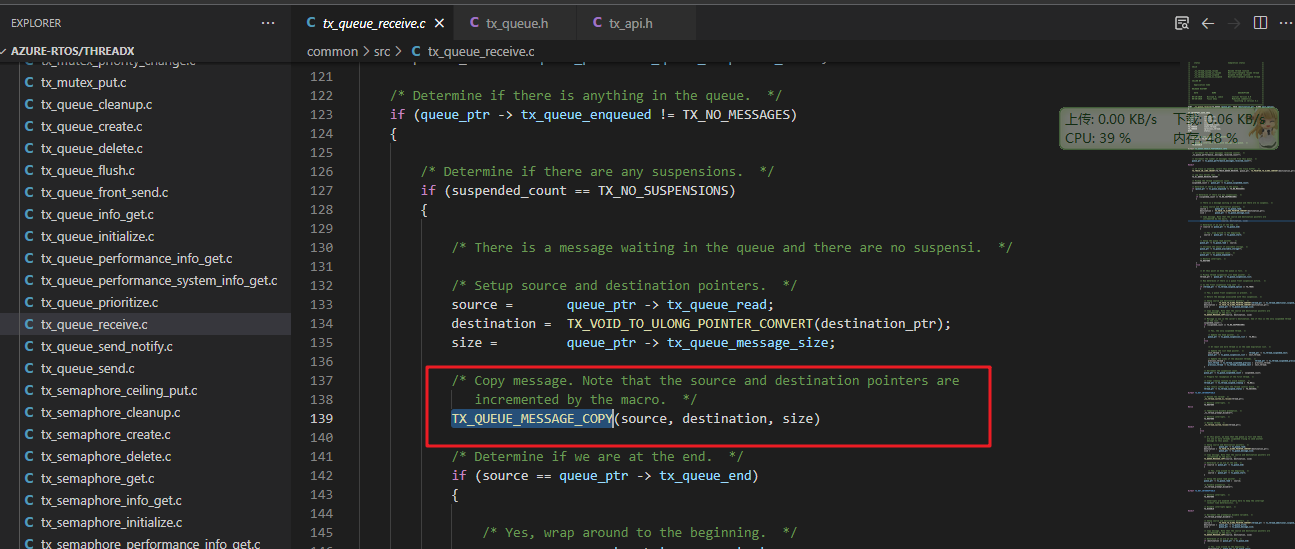 EXPLORER
AZURE-RTOS/THREADX
tx_mutex_priority_change.c
tx_mutex_put.c
tx_queue_cleanup.c
tx_queue_create.c
tx_queue_delete.c
tx_queue_flush.c
tx_queue_front_send.c
tx_queue_info_get.c
tx_queue_initialize.c
tx_queue_performance_info_get.c
tx_queue_performance_system_info_get.c
tx_queue_prioritize.c
tx_queue_receive.c
tx_queue_send_notify.c
tx_queue_send.c
tx_semaphore_ceiling_put.c
tx_semaphore_cleanup.c
tx_semaphore_create.c
tx_semaphore_delete.c
tx_semaphore_get.c
tx_semaphore_info_get.c
tx_semaphore_initialize.c
tx_semaphore_performance_info_get.c
C tx_queue_receive.c C tx_queue.h C tx_api.h
common > src > C tx_queue_receive.c
121
122 /* Determine if there is anything in the queue.  */
123 if (queue_ptr -> tx_queue_enqueued != TX_NO_MESSAGES)
124 {
125
126 /* Determine if there are any suspensions.  */
127 if (suspended_count == TX_NO_SUSPENSIONS)
128 {
129
130 /* There is a message waiting in the queue and there are no suspensi.  */
131
132 /* Setup source and destination pointers.  */
133 source =       queue_ptr -> tx_queue_read;
134 destination =  TX_VOID_TO_ULONG_POINTER_CONVERT(destination_ptr);
135 size =         queue_ptr -> tx_queue_message_size;
136
137 /* Copy message. Note that the source and destination pointers are
138 incremented by the macro.  */
139 TX_QUEUE_MESSAGE_COPY(source, destination, size)
140
141 /* Determine if we are at the end.  */
142 if (source == queue_ptr -> tx_queue_end)
143 {
144
145 /* Yes, wrap around to the beginning.  */
上传: 0.00 KB/s 下载: 0.06 KB/s
CPU: 39 % 内存: 48 %